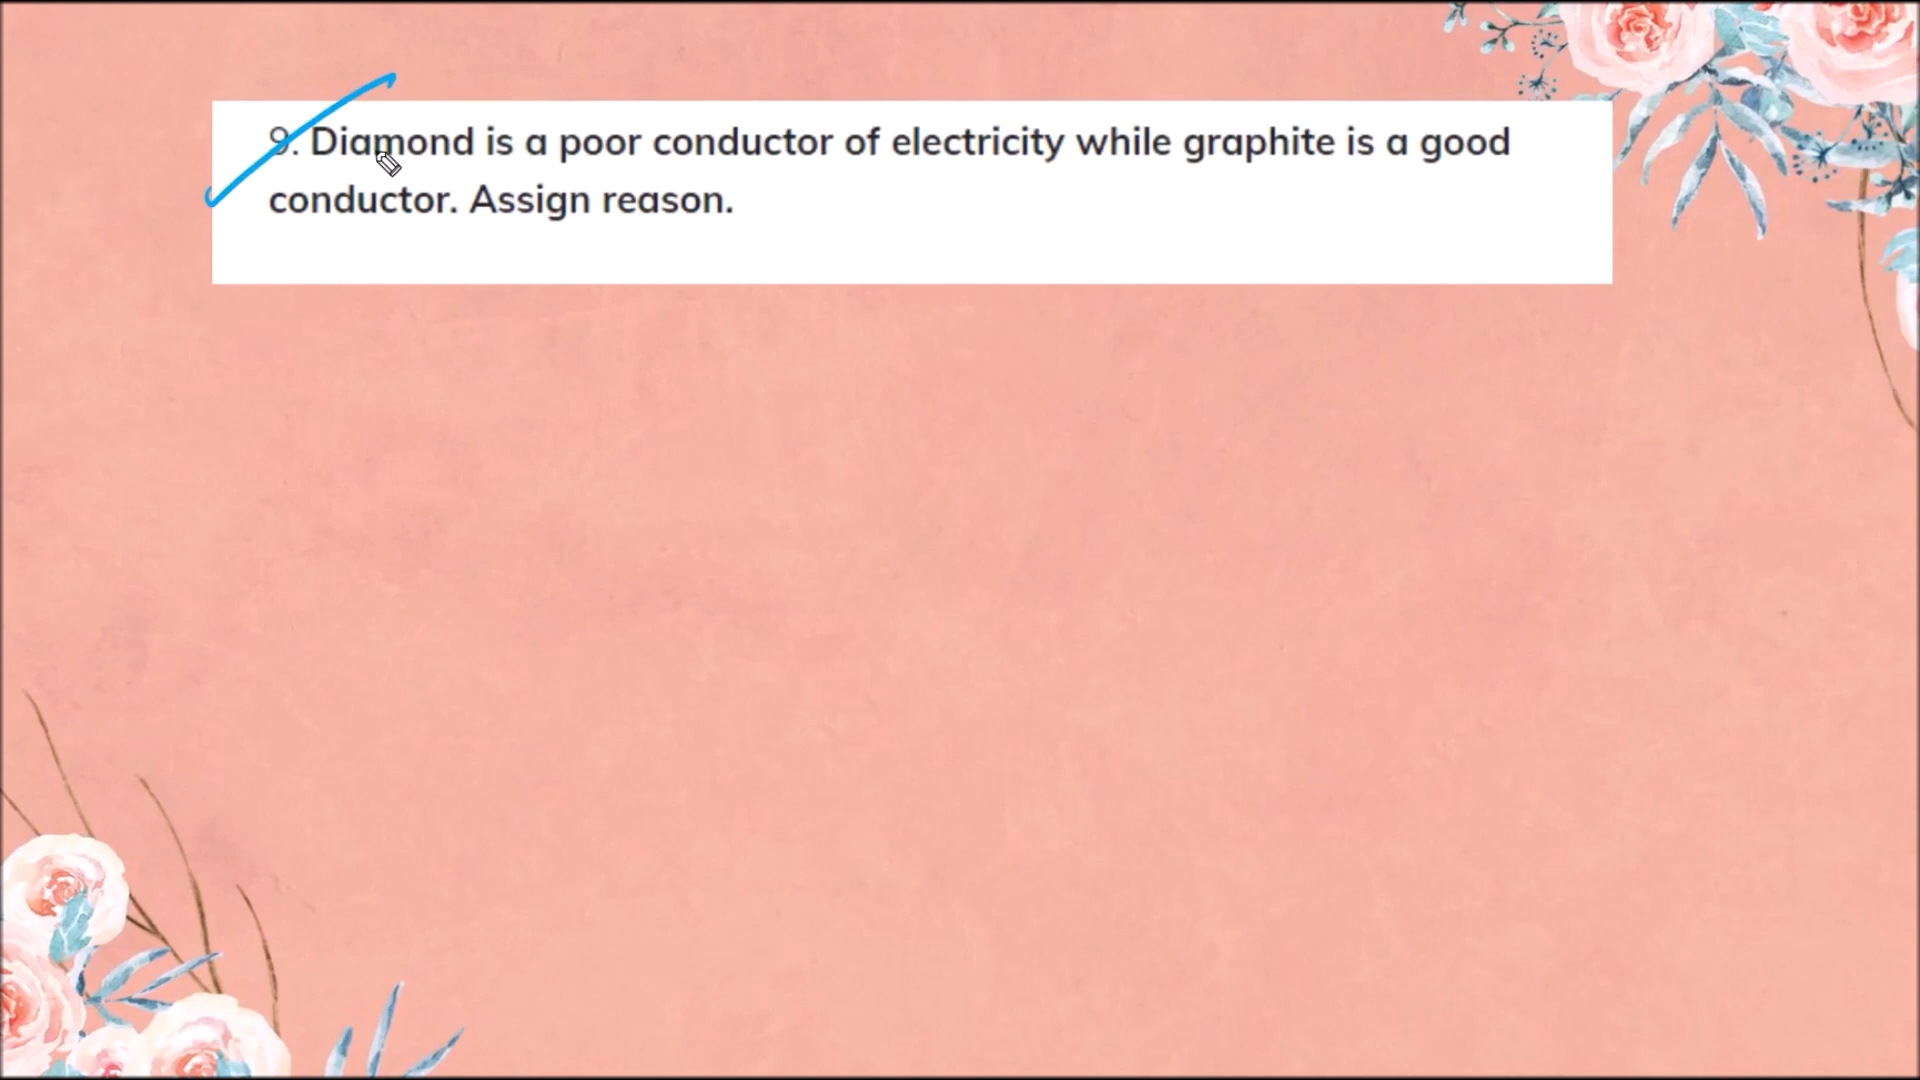 9. Diamond is a poor conductor of electricity while graphite is a good
conductor. Assign reason.